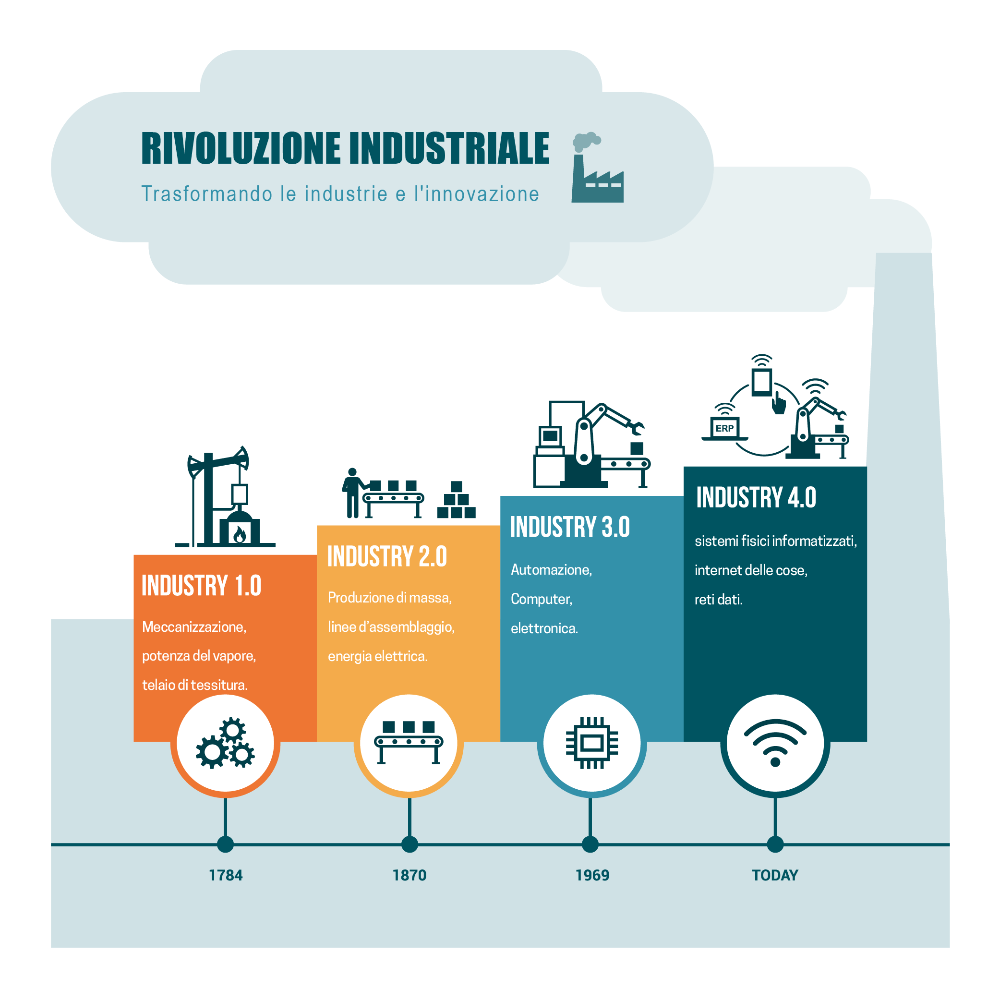 RIVOLUZIONE INDUSTRIALE
Trasformando le industrie e l'innovazione
ERP
INDUSTRY 1.0
Meccanizzazione,
potenza del vapore,
telaio di tessitura.
INDUSTRY 2.0
Produzione di massa,
linee d’assemblaggio,
energia elettrica.
INDUSTRY 3.0
Automazione,
Computer,
elettronica.
INDUSTRY 4.0
sistemi fisici informatizzati,
internet delle cose,
reti dati.
1784
1870
1969
TODAY